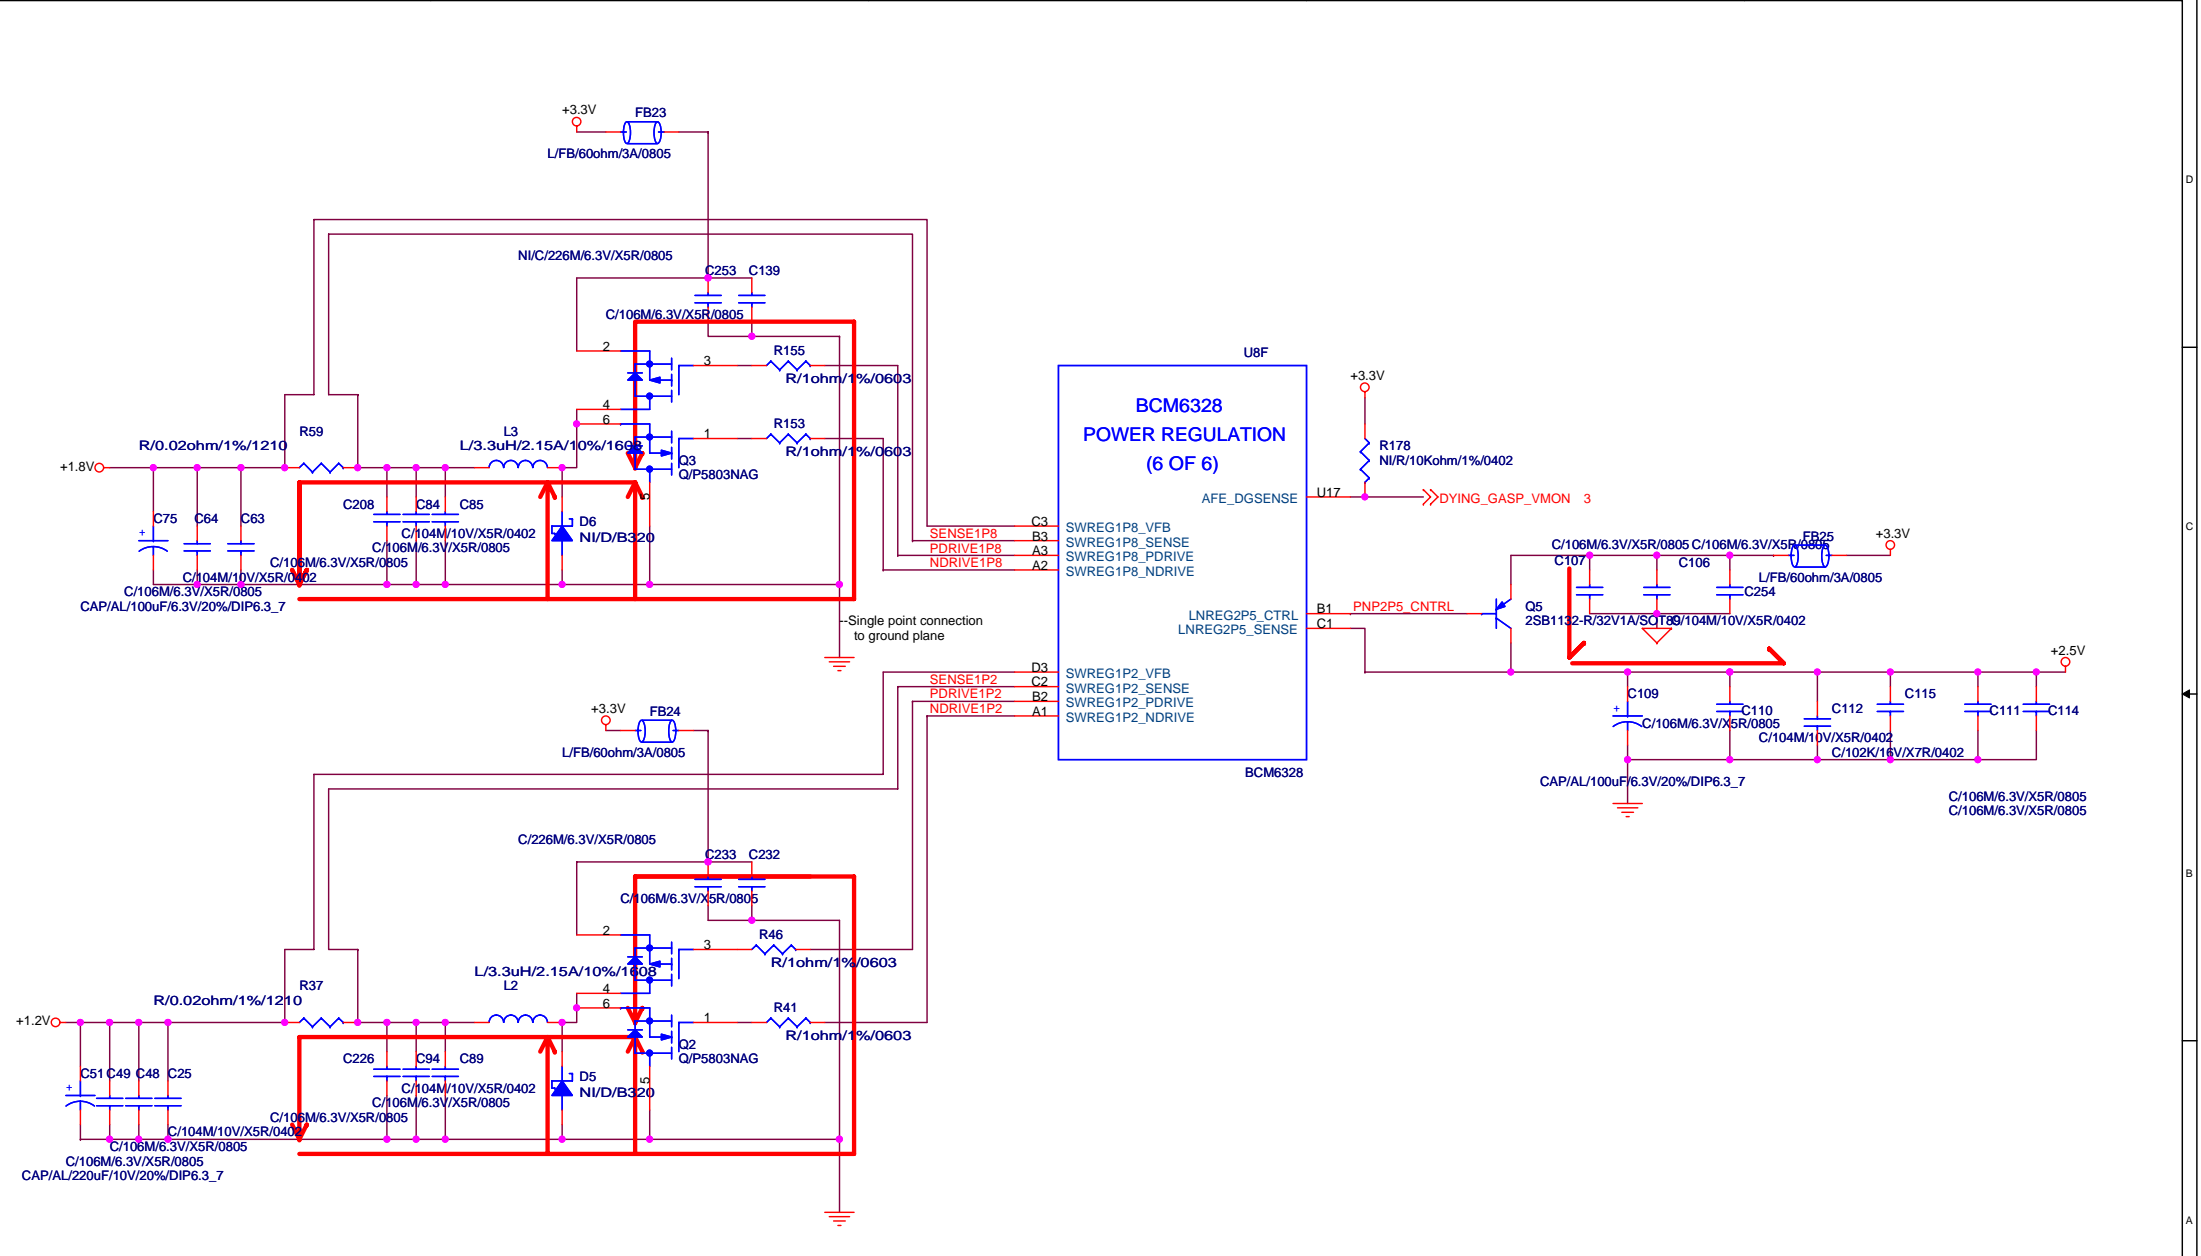 +3.3V
FB23
L/FB/60ohm/3A/0805
D
NI/C/226M/6.3V/X5R/0805
C253
C139
C/106M/6.3V/X5R/0805
2
3
R155
R/1ohm/1%/0603
4
6
1
R153
R/1ohm/1%/0603
R59
R/0.02ohm/1%/1210
L3
L/3.3uH/2.15A/10%/1608
Q3
Q/P5803NAG
5
+1.8V
C75
C64
C63
+
C208
C84
C85
C/104M/10V/X5R/0402
C/106M/6.3V/X5R/0805
C/106M/6.3V/X5R/0805
C/104M/10V/X5R/0402
C/106M/6.3V/X5R/0805
CAP/AL/100uF/6.3V/20%/DIP6.3_7
D6
NI/D/B320
--Single point connection
to ground plane
U8F
BCM6328
POWER REGULATION
(6 OF 6)
AFE_DGSENSE
U17
SWREG1P8_VFB
SWREG1P8_SENSE
SWREG1P8_PDRIVE
SWREG1P8_NDRIVE
C3
B3
A3
A2
SENSE1P8
PDRIVE1P8
NDRIVE1P8
LNREG2P5_CTRL
LNREG2P5_SENSE
B1
C1
PNP2P5_CNTRL
SWREG1P2_VFB
SWREG1P2_SENSE
SWREG1P2_PDRIVE
SWREG1P2_NDRIVE
D3
C2
B2
A1
SENSE1P2
PDRIVE1P2
NDRIVE1P2
BCM6328
+3.3V
R178
NI/R/10Kohm/1%/0402
DYING_GASP_VMON 3
C
C/106M/6.3V/X5R/0805
C/106M/6.3V/X5R/0805
FB25
+3.3V
L/FB/60ohm/3A/0805
C107
C106
C254
Q5
2SB1132-R/32V1A/SOT89
C/104M/10V/X5R/0402
+2.5V
C109
+
C110
C112
C115
C111
C114
C/106M/6.3V/X5R/0805
C/104M/10V/X5R/0402
C/102K/16V/X7R/0402
CAP/AL/100uF/6.3V/20%/DIP6.3_7
C/106M/6.3V/X5R/0805
C/106M/6.3V/X5R/0805
B
+3.3V
FB24
L/FB/60ohm/3A/0805
C/226M/6.3V/X5R/0805
C233
C232
C/106M/6.3V/X5R/0805
2
3
R46
R/1ohm/1%/0603
4
6
1
R41
R/1ohm/1%/0603
L/3.3uH/2.15A/10%/1608
L2
R37
R/0.02ohm/1%/1210
Q2
Q/P5803NAG
5
+1.2V
C51
C49
C48
C25
+
C226
C94
C89
C/104M/10V/X5R/0402
C/106M/6.3V/X5R/0805
C/106M/6.3V/X5R/0805
C/104M/10V/X5R/0402
C/106M/6.3V/X5R/0805
C/106M/6.3V/X5R/0805
CAP/AL/220uF/10V/20%/DIP6.3_7
D5
NI/D/B320
A